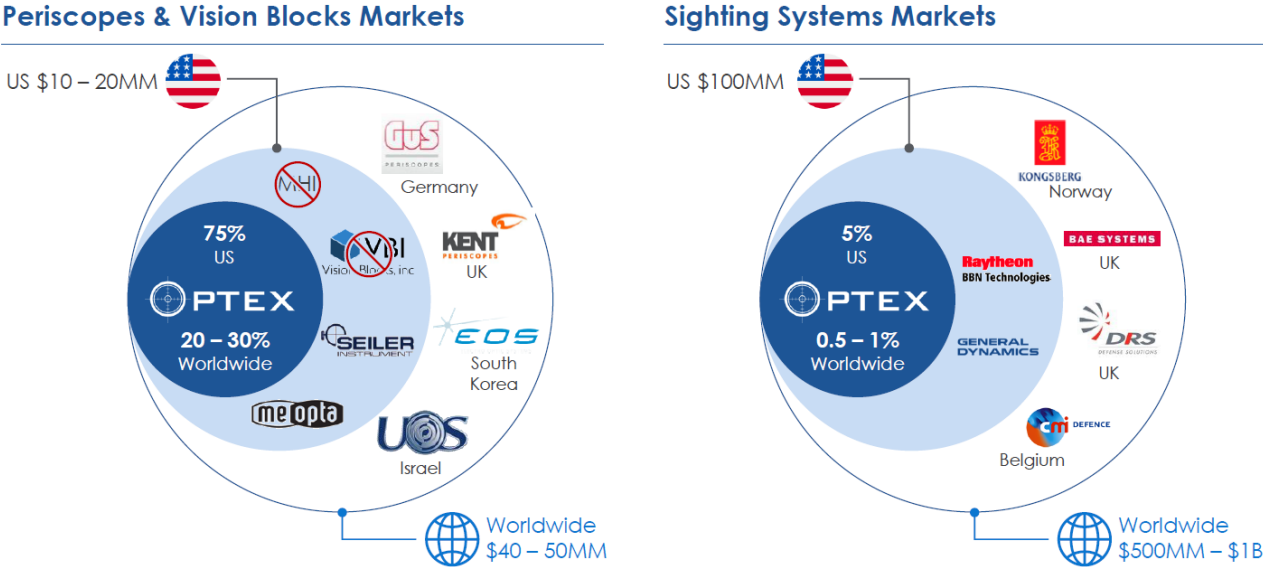 Periscopes & Vision Blocks Markets
US $10 – 20MM
GuS
PERISCOPES
Germany
MHI
75%
US
OPTEX
20 – 30%
Worldwide
VBI
Vision Blocks, inc
KENT
PERISCOPES
UK
SEILER
INSTRUMENT
EOS
South
Korea
meopta
UOS
Israel
Worldwide
$40 – 50MM
Sighting Systems Markets
US $100MM
KONGSBERG
Norway
5%
US
OPTEX
0.5 – 1%
Worldwide
Raytheon
BBN Technologies
BAE SYSTEMS
UK
GENERAL
DYNAMICS
DRS
DEFENSE SOLUTIONS
UK
cmi DEFENCE
Belgium
Worldwide
$500MM – $1B